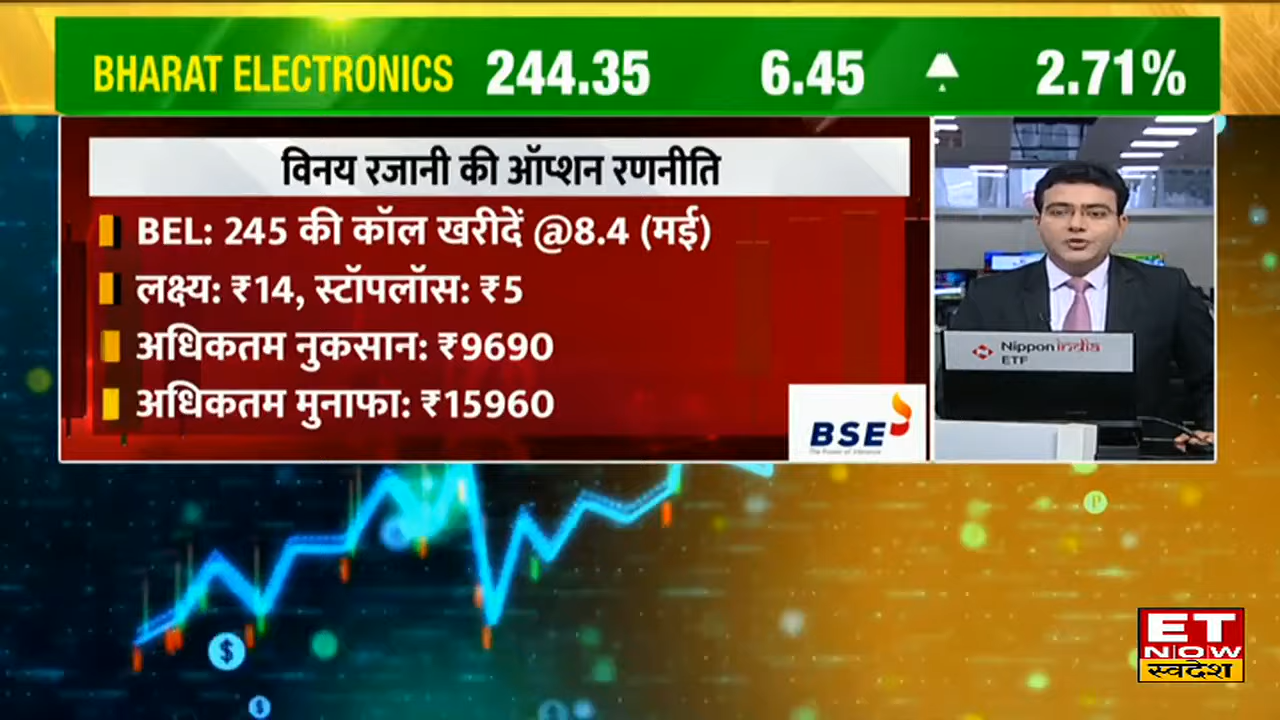 BHARAT ELECTRONICS 244.35 6.45 2.71%
विनय रजानी की ऑप्शन रणनीति
BEL: 245 की कॉल खरीदें @8.4 (मई)
लक्ष्य: ₹14, स्टॉपलॉस: ₹5
अधिकतम नुकसान: ₹9690
अधिकतम मुनाफा: ₹15960
BSE
Nippon india
ETF
ET
NOW
स्वदेश